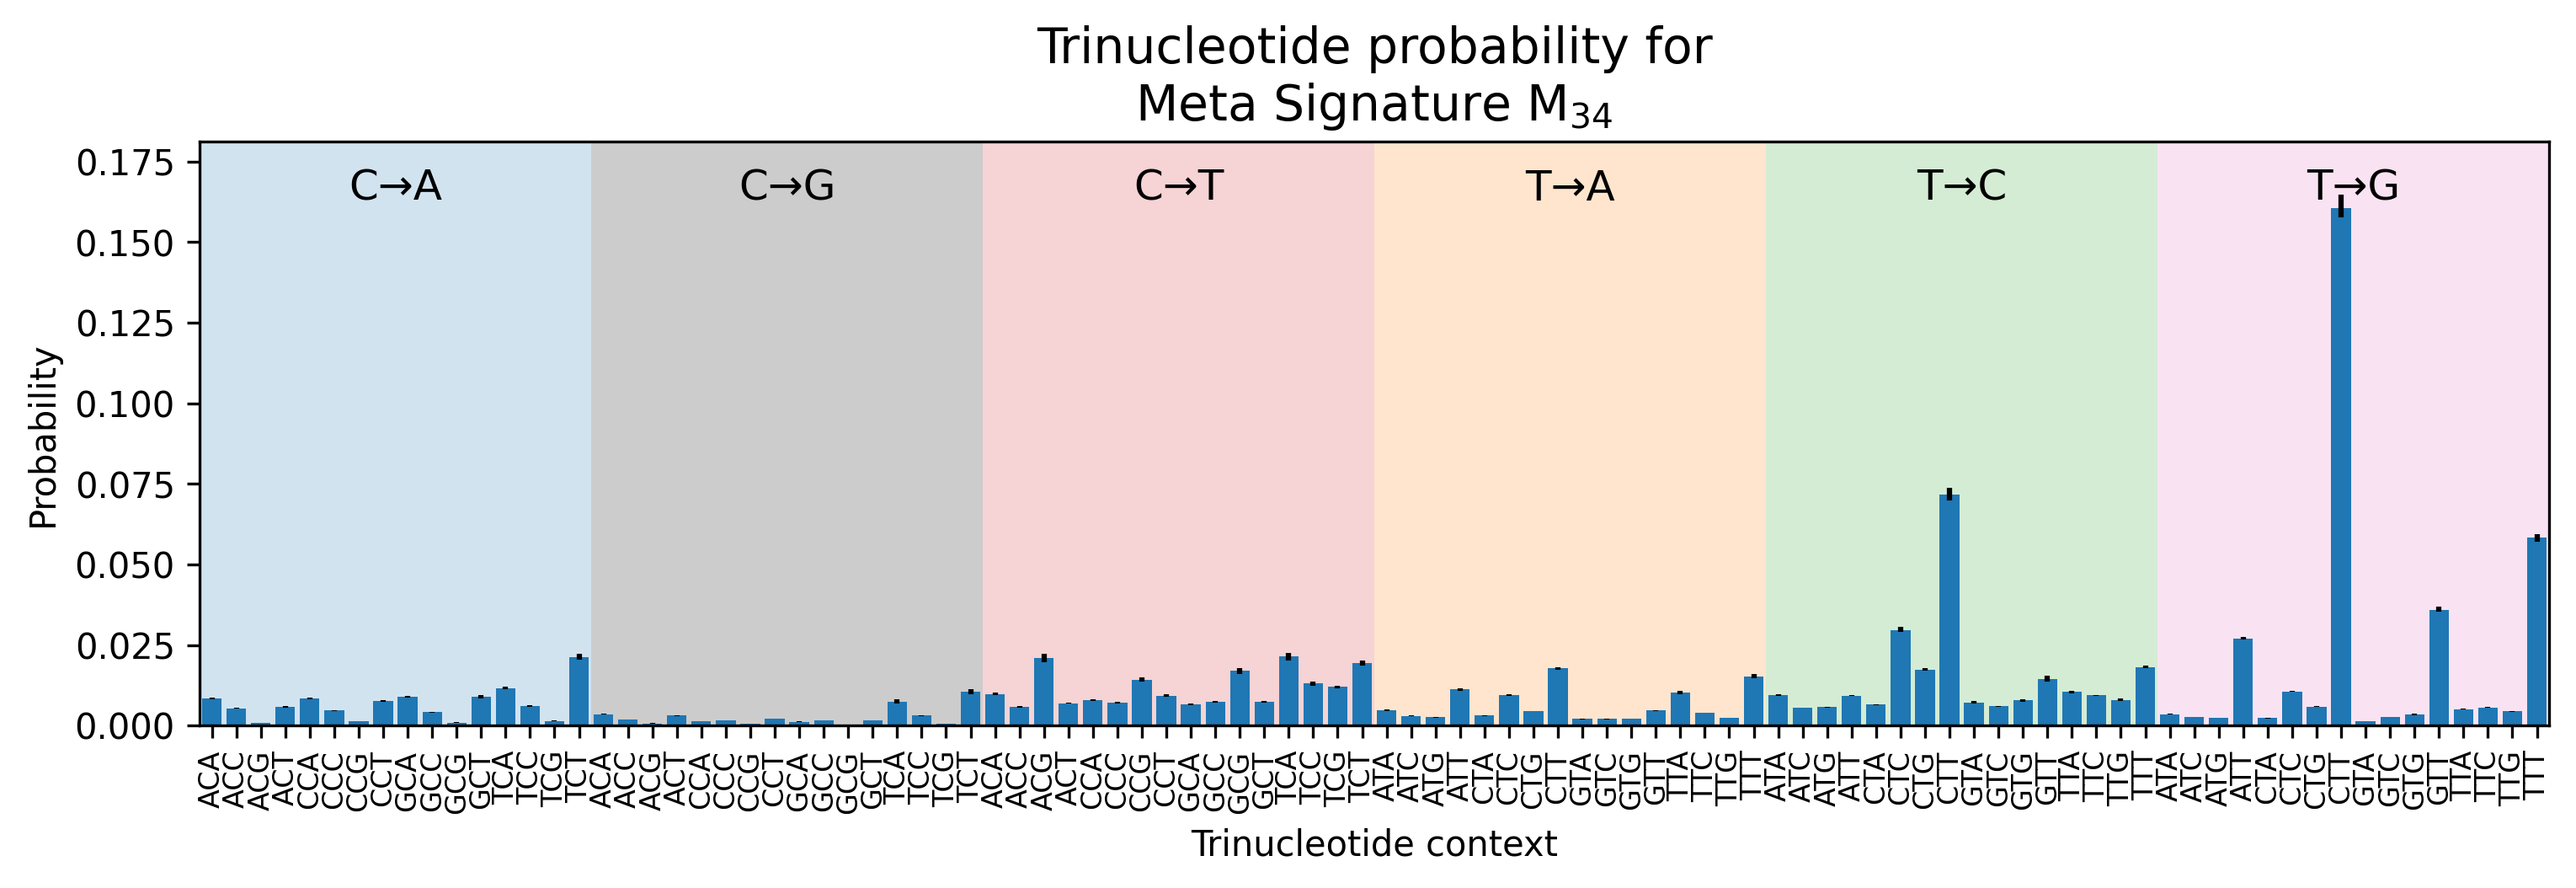 Trinucleotide probability for
Meta Signature M₃₄
C→A C→G C→T T→A T→C T→G
0.175
0.150
0.125
0.100
0.075
0.050
0.025
0.000
Probability
ACA ACC ACG ACT CCA CCC CCG CCT GCA GCC GCG GCT TCA TCC TCG TCT ACA ACC ACG ACT CCA CCC CCG CCT GCA GCC GCG GCT TCA TCC TCG TCT ACA ACC ACG ACT CCA CCC CCG CCT GCA GCC GCG GCT TCA TCC TCG TCT ATA ATC ATG ATT CTA CTC CTG CTT GTA GTC GTG GTT TTA TTC TTG TTT ATA ATC ATG ATT CTA CTC CTG CTT GTA GTC GTG GTT TTA TTC TTG TTT ATA ATC ATG ATT CTA CTC CTG CTT GTA GTC GTG GTT TTA TTC TTG TTT
Trinucleotide context